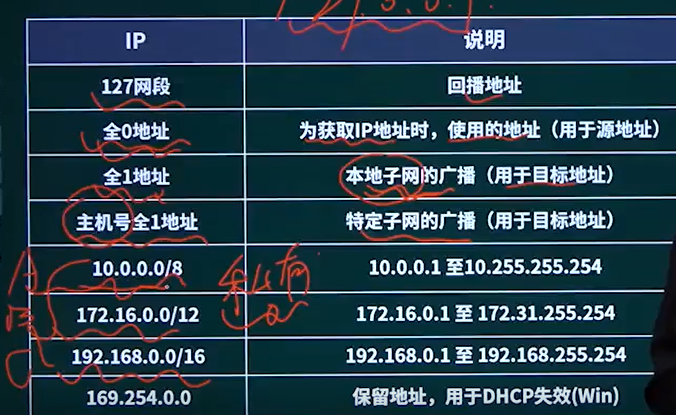 127.0.0.1
IP 说明
127网段 回播地址
全0地址 为获取IP地址时，使用的地址（用于源地址）
全1地址 本地子网的广播（用于目标地址）
主机号全1地址 特定子网的广播（用于目标地址）
A 10.0.0.0/8 私有 10.0.0.1 至10.255.255.254
B 172.16.0.0/12 172.16.0.1 至 172.31.255.254
C 192.168.0.0/16 192.168.0.1 至 192.168.255.254
169.254.0.0 保留地址，用于DHCP失效(Win)